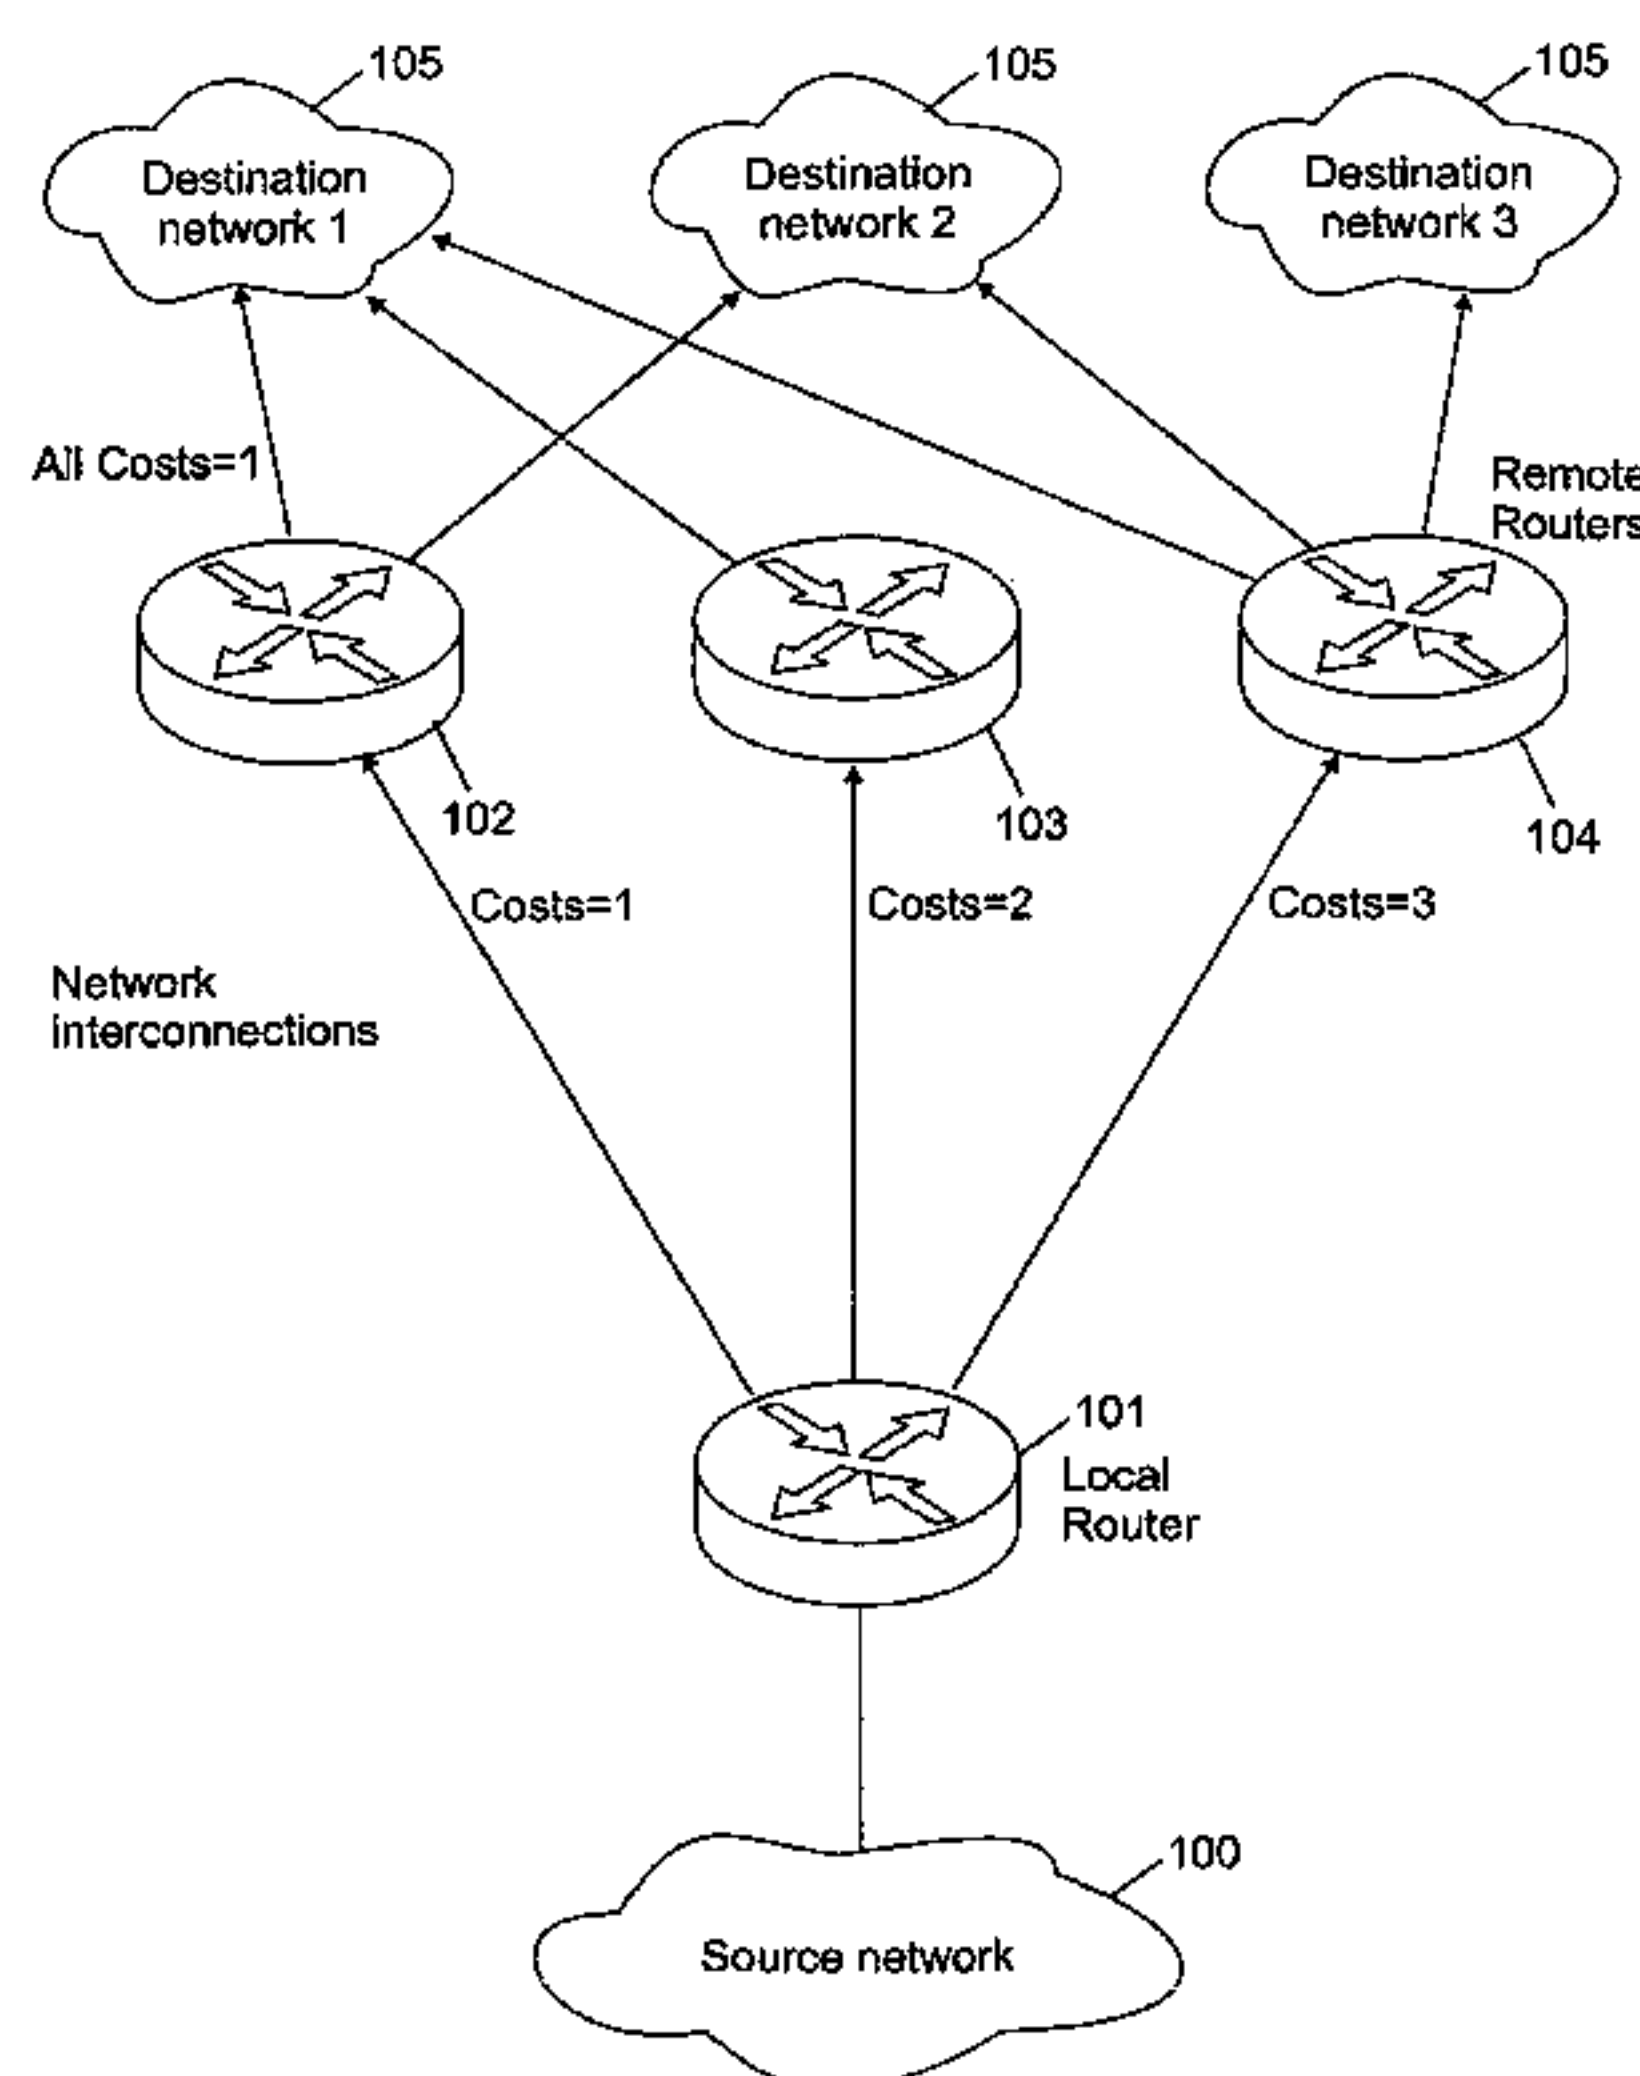 105
105
105
Destination
network 1
Destination
network 2
Destination
network 3
All Costs=1
Remote
Routers
102
103
104
Costs=1
Costs=2
Costs=3
Network
interconnections
101
Local
Router
100
Source network